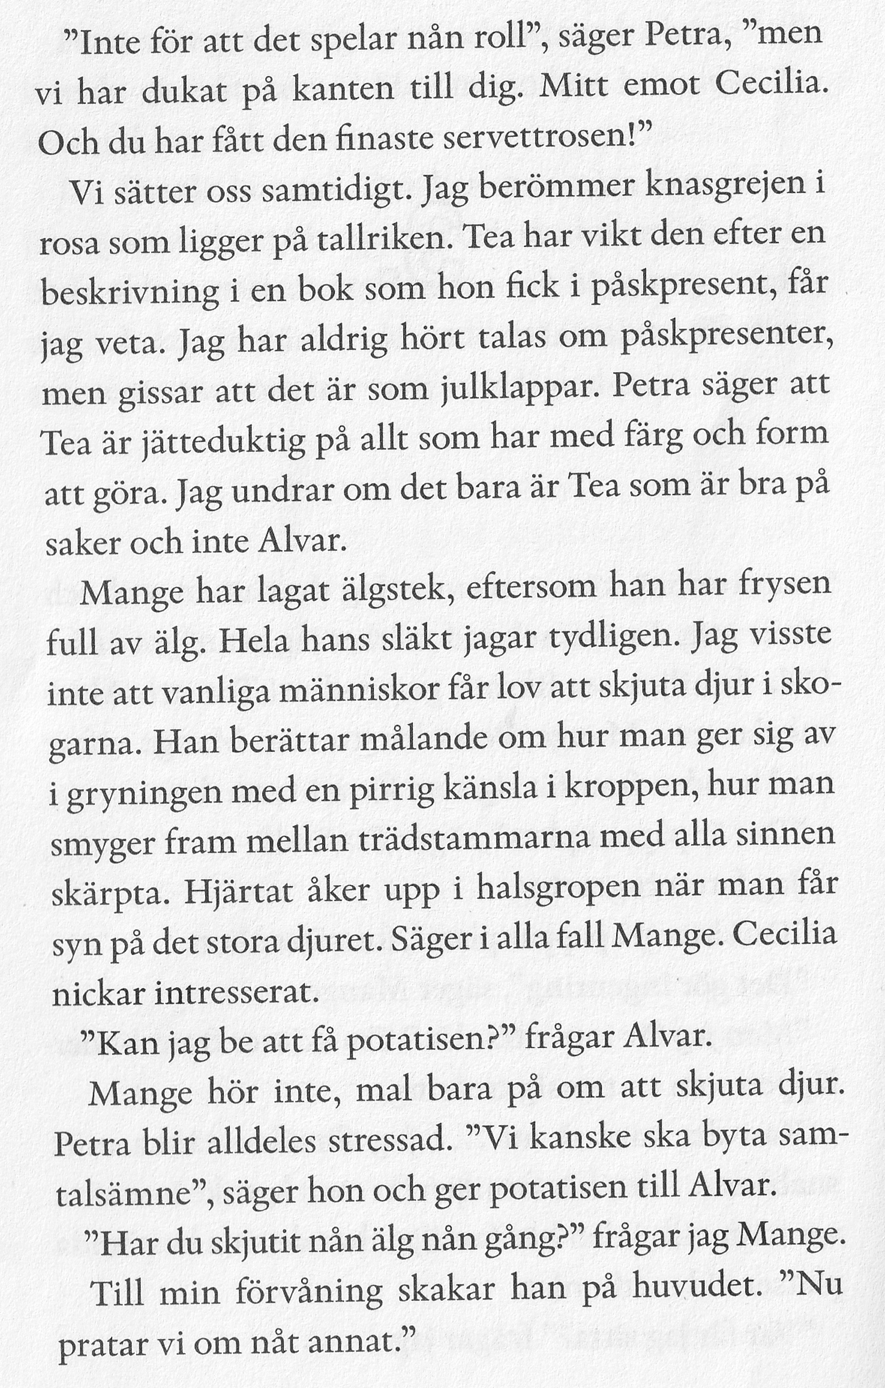 ”Inte för att det spelar nån roll”, säger Petra, ”men
vi har dukat på kanten till dig. Mitt emot Cecilia.
Och du har fått den finaste servettrosen!”
Vi sätter oss samtidigt. Jag berömmer knasgrejen i
rosa som ligger på tallriken. Tea har vikt den efter en
beskrivning i en bok som hon fick i påskpresent, får
jag veta. Jag har aldrig hört talas om påskpresenter,
men gissar att det är som julklappar. Petra säger att
Tea är jätteduktig på allt som har med färg och form
att göra. Jag undrar om det bara är Tea som är bra på
saker och inte Alvar.
Mange har lagat älgstek, eftersom han har frysen
full av älg. Hela hans släkt jagar tydligen. Jag visste
inte att vanliga människor får lov att skjuta djur i sko-
garna. Han berättar målande om hur man ger sig av
i gryningen med en pirrig känsla i kroppen, hur man
smyger fram mellan trädstammarna med alla sinnen
skärpta. Hjärtat åker upp i halsgropen när man får
syn på det stora djuret. Säger i alla fall Mange. Cecilia
nickar intresserat.
”Kan jag be att få potatisen?” frågar Alvar.
Mange hör inte, mal bara på om att skjuta djur.
Petra blir alldeles stressad. ”Vi kanske ska byta sam-
talsämne”, säger hon och ger potatisen till Alvar.
”Har du skjutit nån älg nån gång?” frågar jag Mange.
Till min förvåning skakar han på huvudet. ”Nu
pratar vi om nåt annat.”